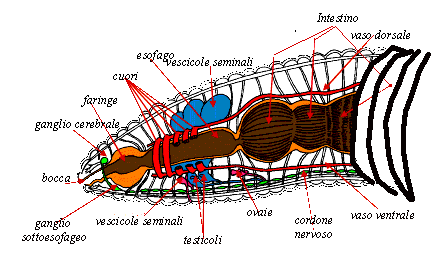 Intestino
vaso dorsale
esofago
vescicole seminali
cuori
faringe
ganglio cerebrale
bocca
ganglio
sottoesofageo
vescicole seminali
testicoli
ovaie
cordone
nervoso
vaso ventrale